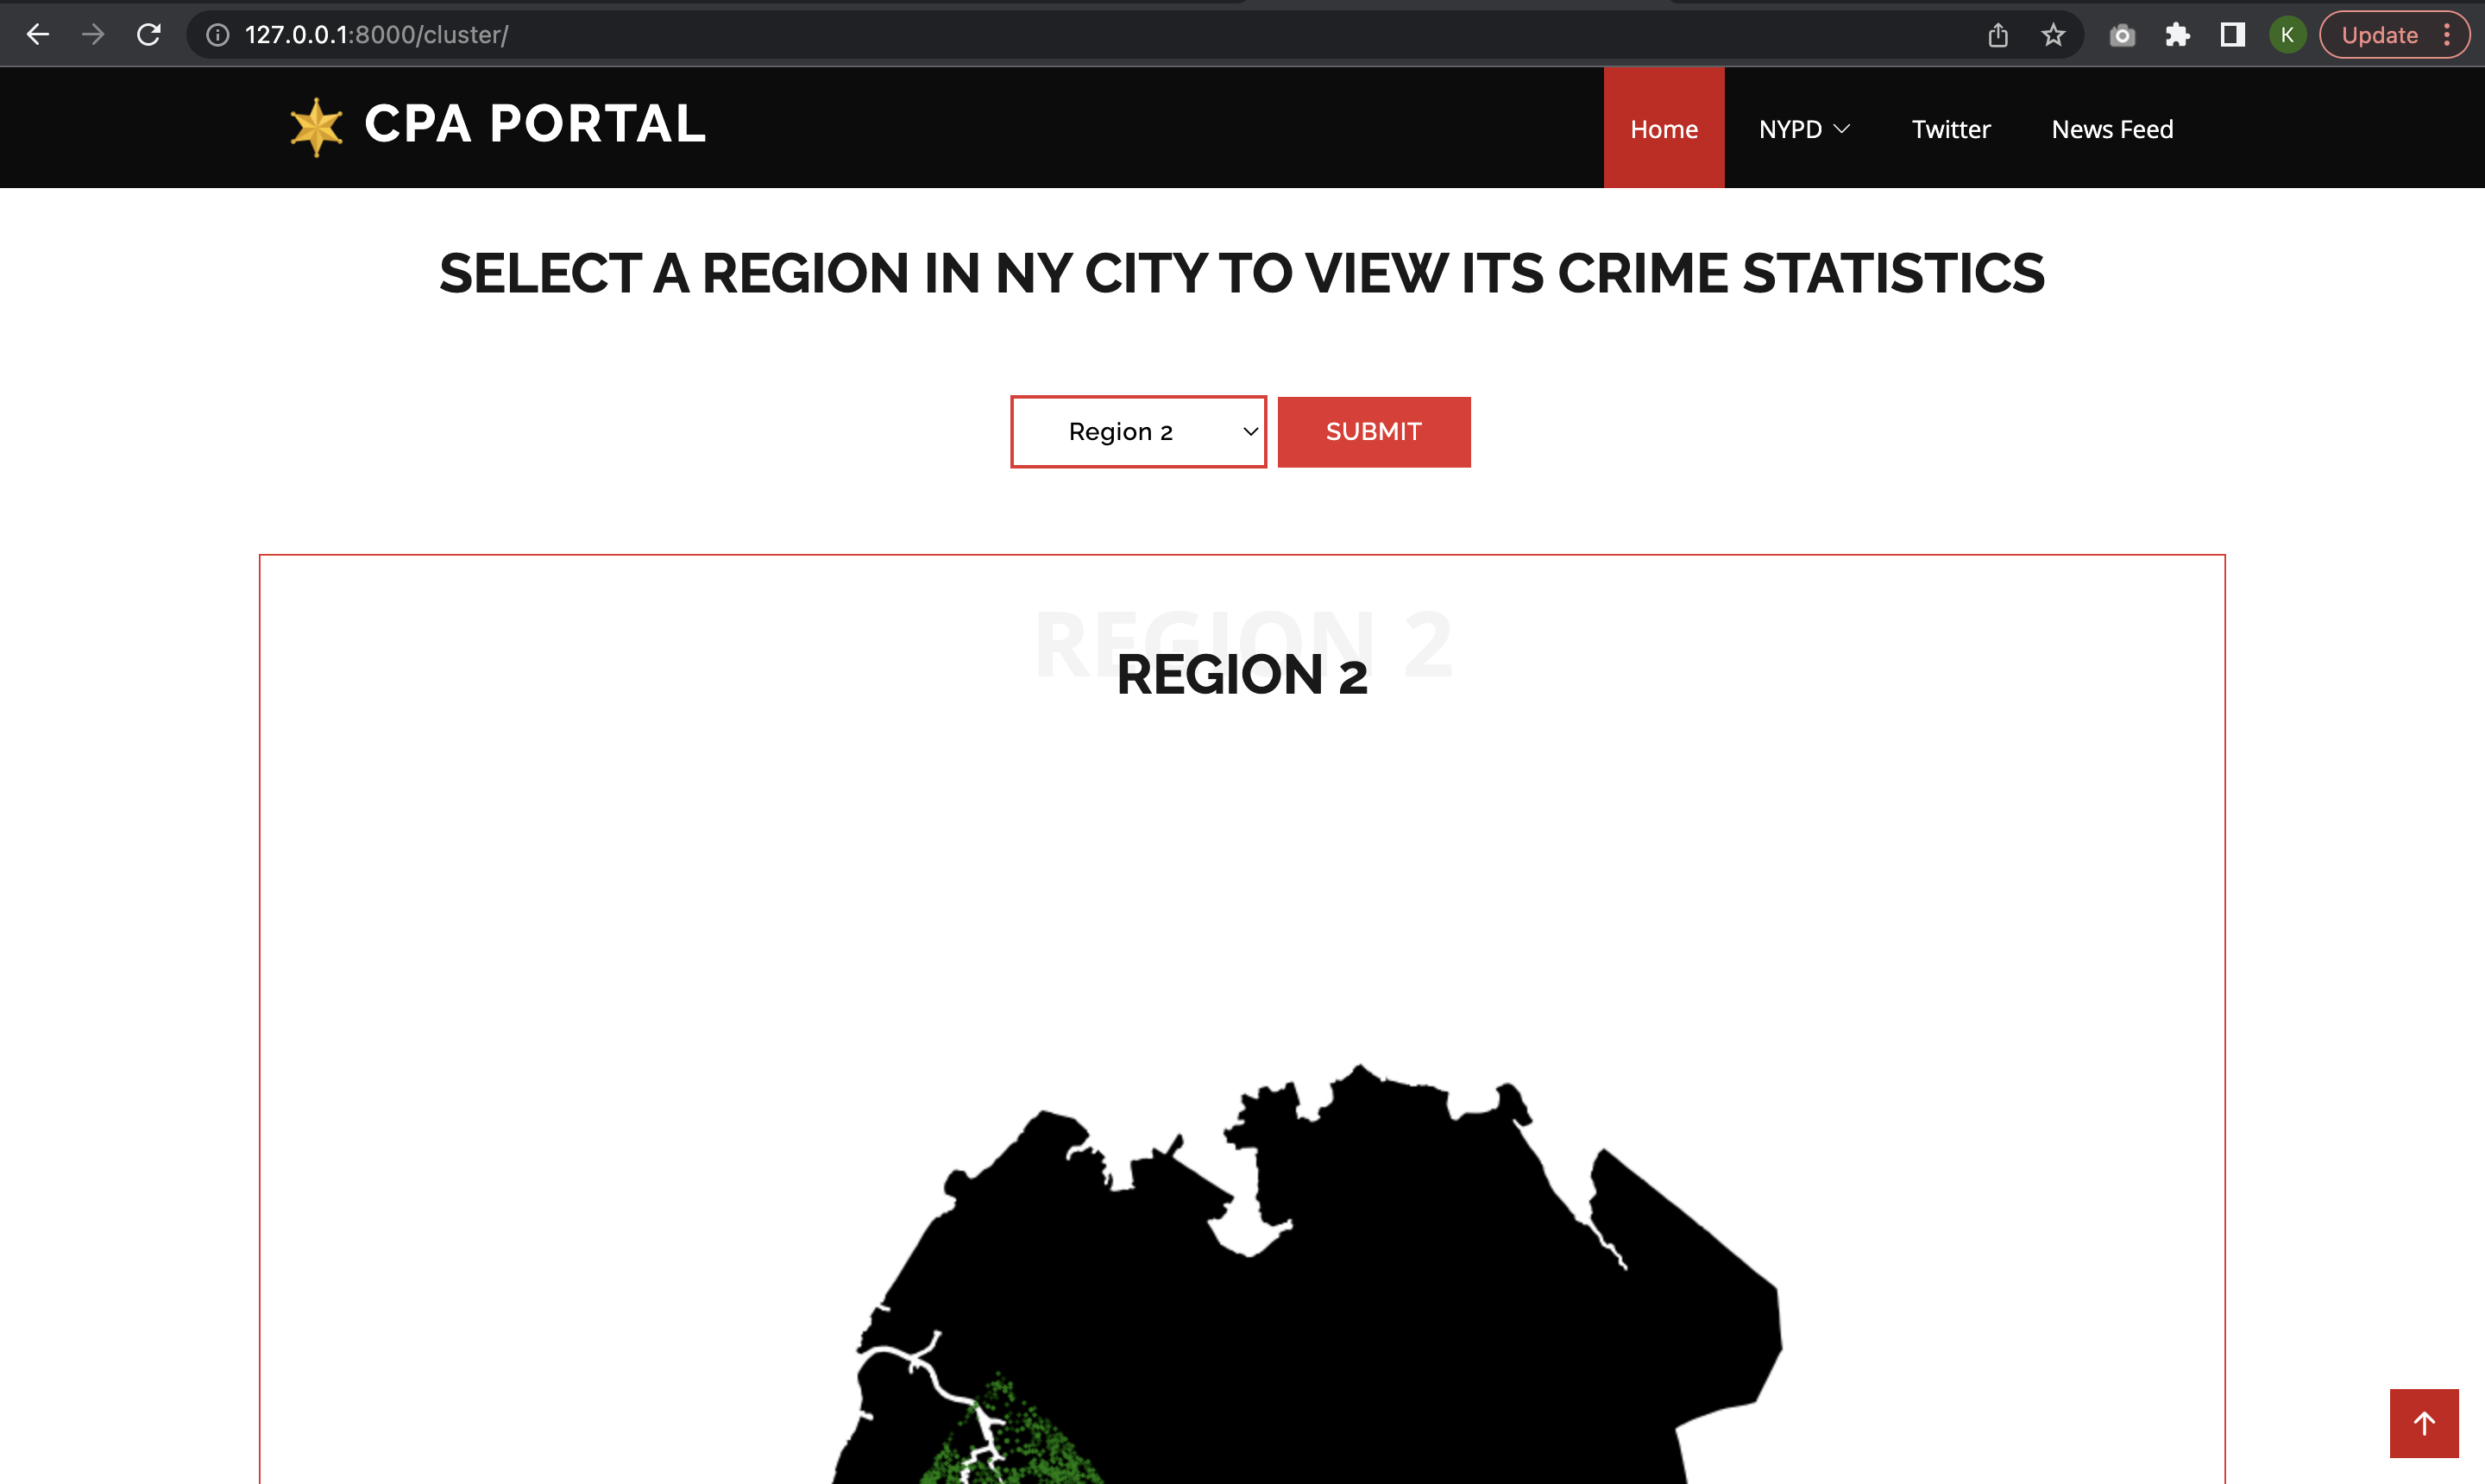 127.0.0.1:8000/cluster/
K
Update
CPA PORTAL
Home
NYPD
Twitter
News Feed
SELECT A REGION IN NY CITY TO VIEW ITS CRIME STATISTICS
Region 2
SUBMIT
REGION 2
REGION 2